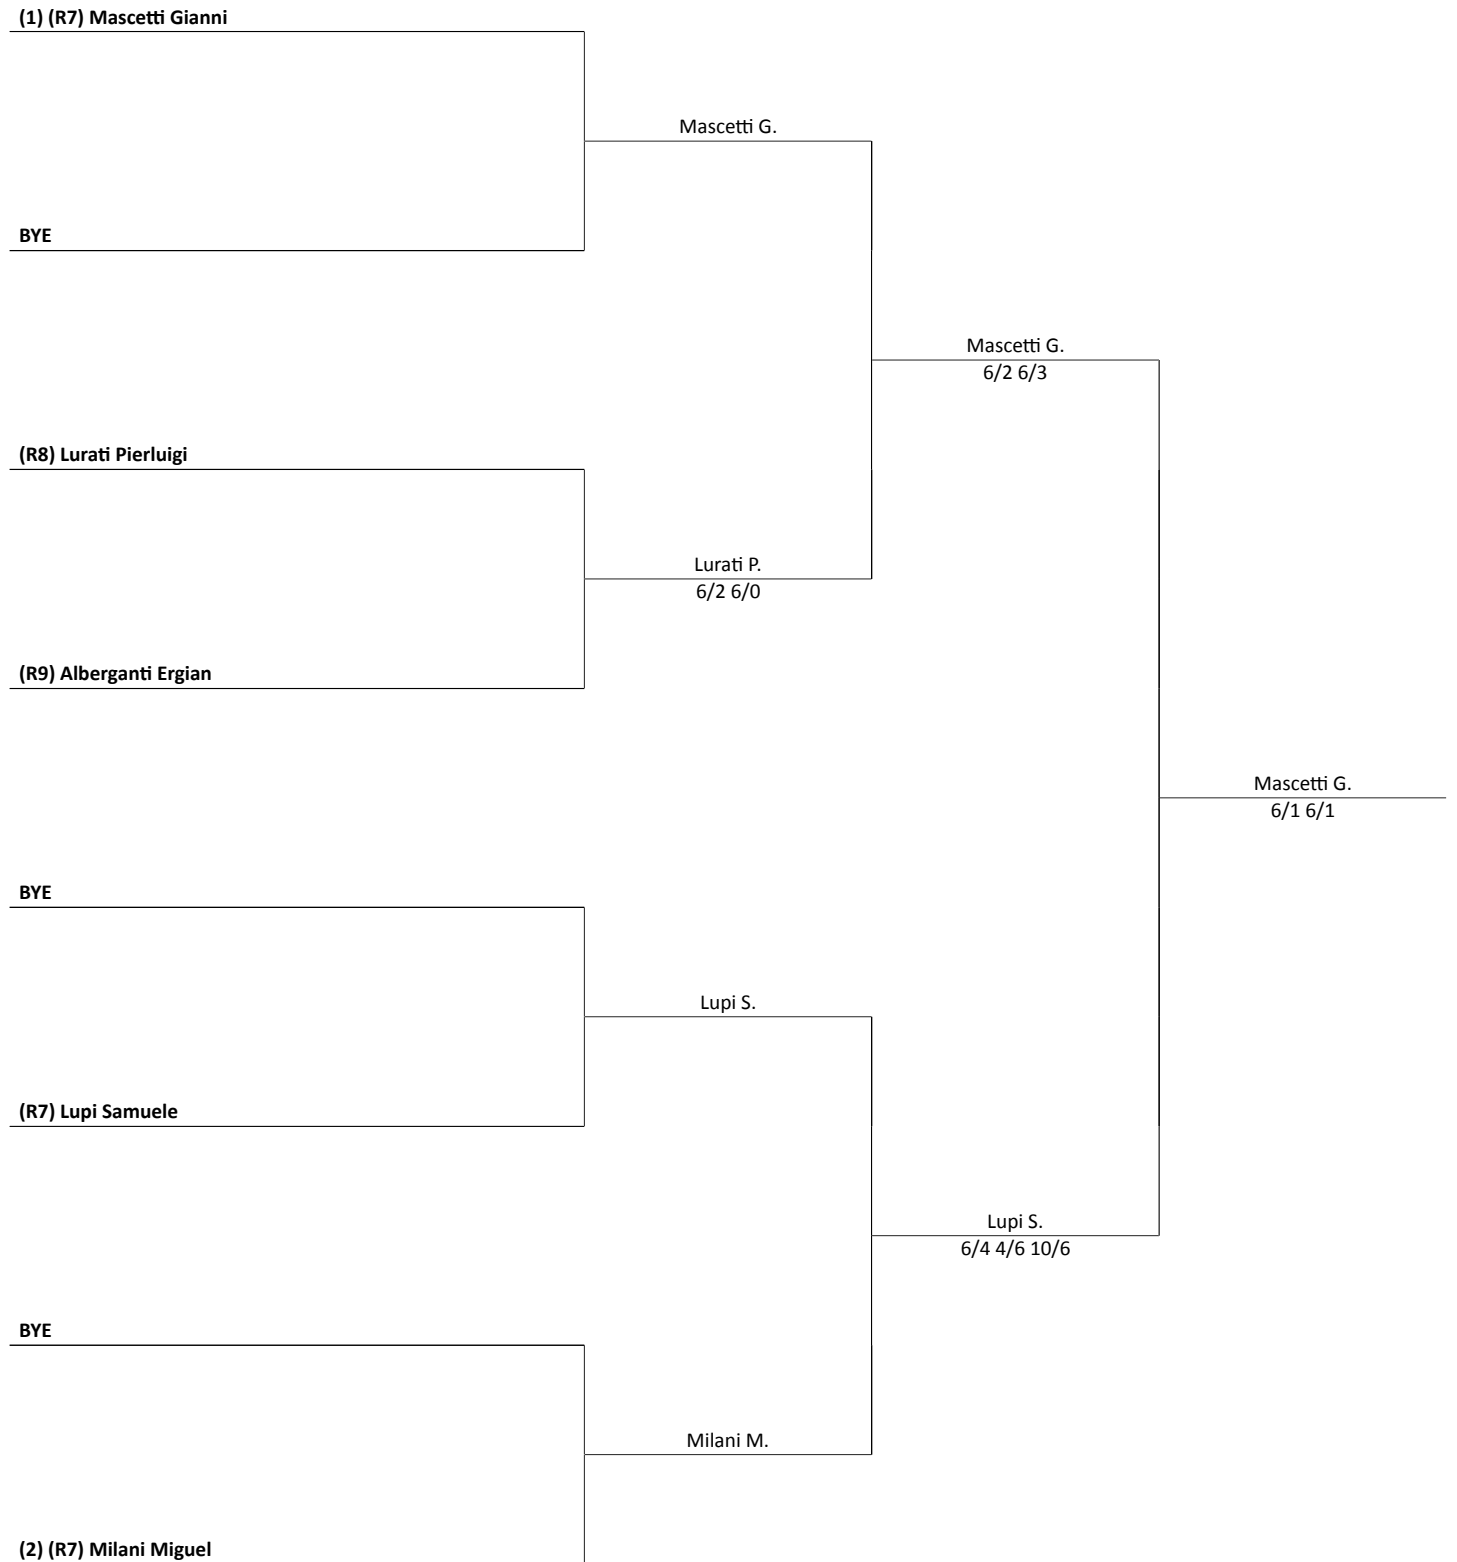 (1) (R7) Mascetti Gianni
Mascetti G.
BYE
Mascetti G.
6/2 6/3
(R8) Lurati Pierluigi
Lurati P.
6/2 6/0
(R9) Alberganti Ergian
Mascetti G.
6/1 6/1
BYE
Lupi S.
(R7) Lupi Samuele
Lupi S.
6/4 4/6 10/6
BYE
Milani M.
(2) (R7) Milani Miguel